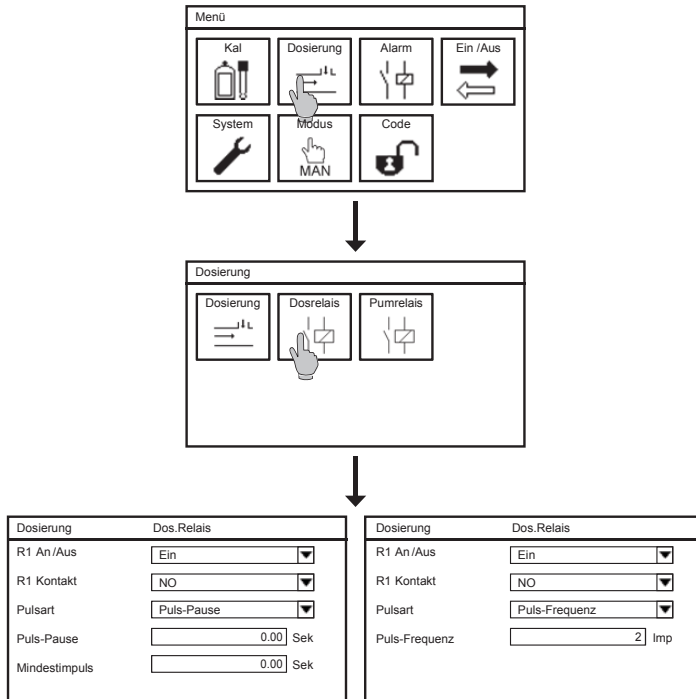 Menü
Kal Dosierung Alarm Ein /Aus
System Modus Code
MAN
Dosierung
Dosierung Dosrelais Pumrelais
Dosierung Dos.Relais
R1 An/Aus Ein
R1 Kontakt NO
Pulsart Puls-Pause
Puls-Pause 0.00 Sek
Mindestimpuls 0.00 Sek
Dosierung Dos.Relais
R1 An/Aus Ein
R1 Kontakt NO
Pulsart Puls-Frequenz
Puls-Frequenz 2 Imp